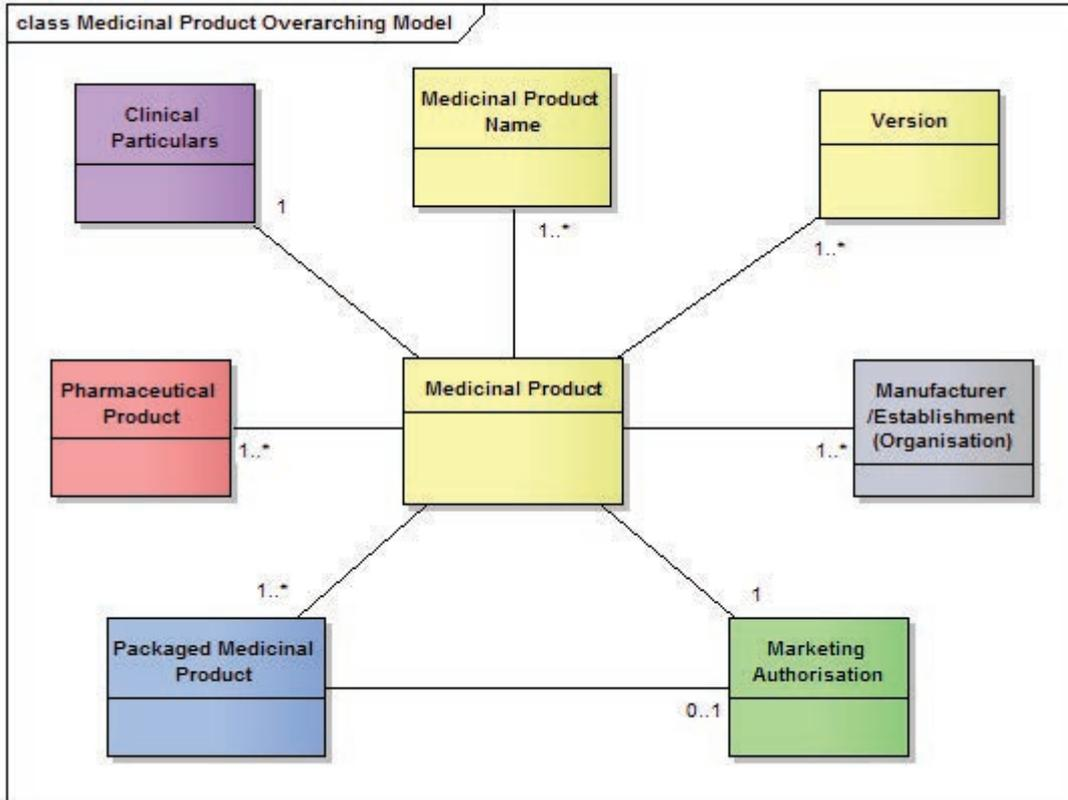 class Medicinal Product Overarching Model
Clinical
Particulars
Medicinal Product
Name
Version
1
1..*
1..*
Pharmaceutical
Product
Medicinal Product
Manufacturer
/Establishment
(Organisation)
1..*
1..*
1..*
1
Packaged Medicinal
Product
Marketing
Authorisation
0..1